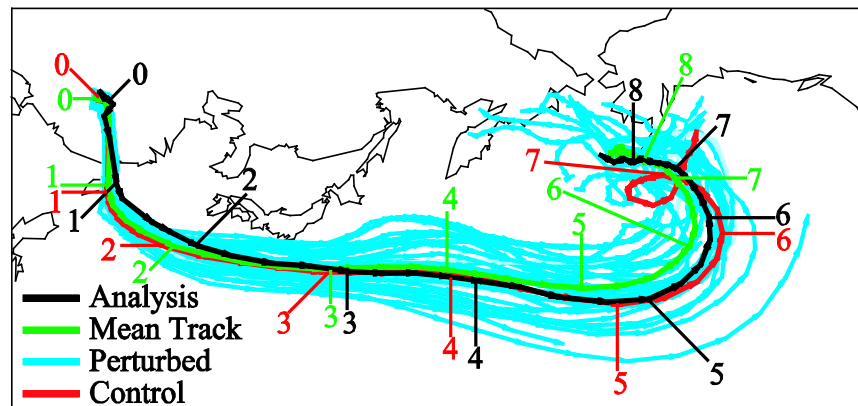 0 0 8 8
0 7
7 7
1 2 4 6
1 1 5 6
2 2 6
3 3 3
4 4 5 5
Analysis
Mean Track
Perturbed
Control